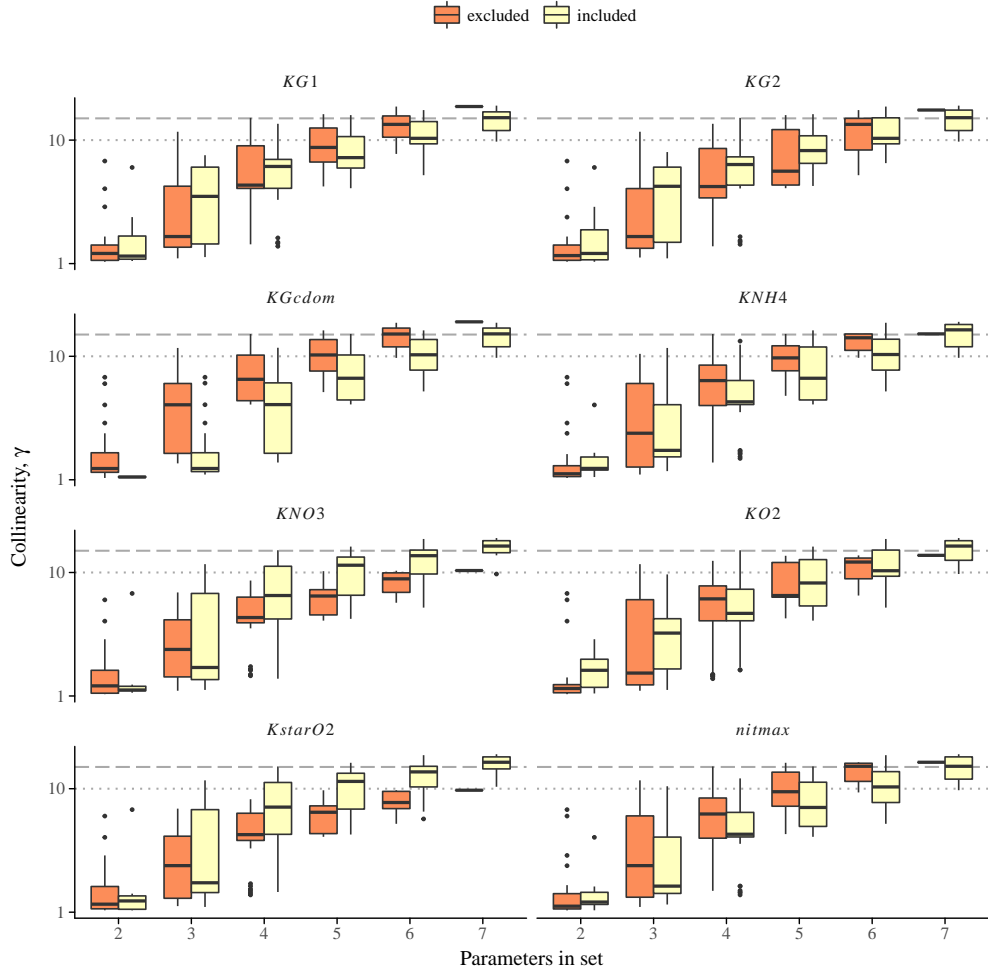 excluded included
KG1 KG2
10
1
KGcdom KNH4
10
1
KNO3 KO2
10
1
KstarO2 nitmax
10
1
2 3 4 5 6 7 2 3 4 5 6 7
Collinearity, γ
Parameters in set